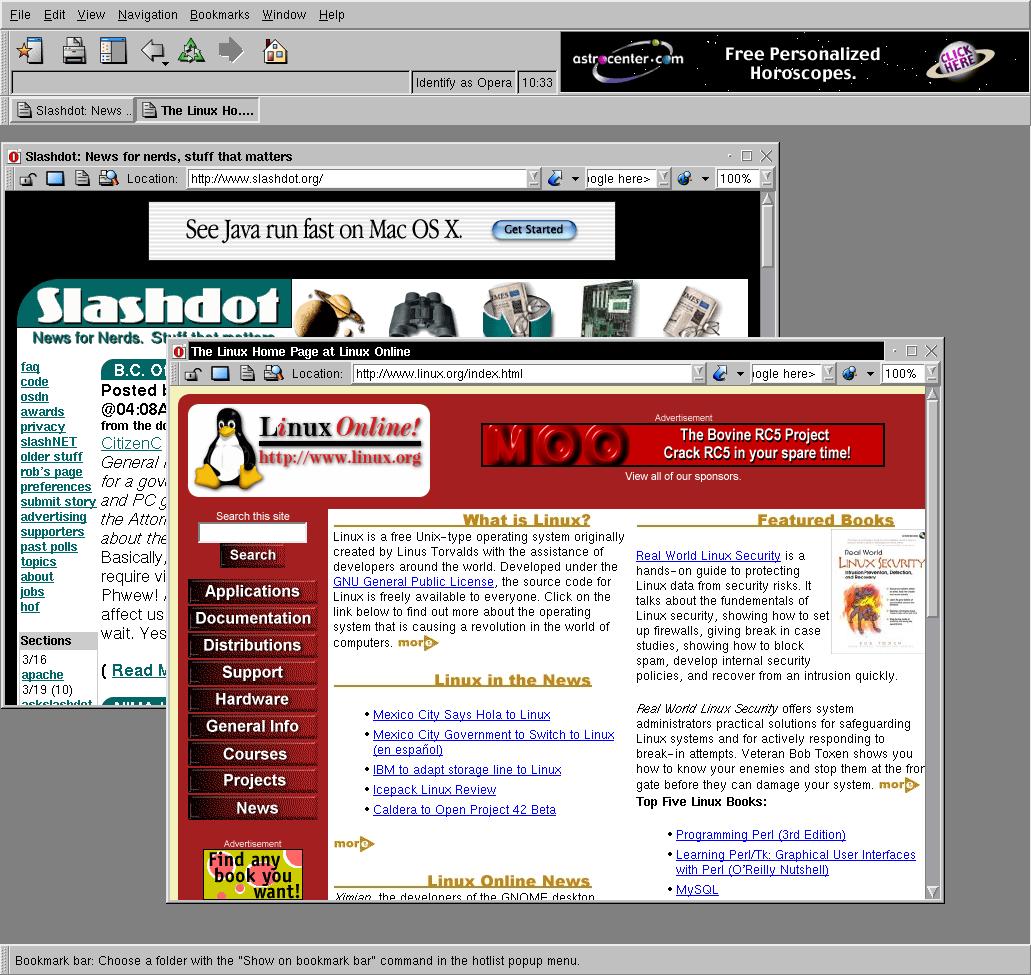 File Edit View Navigation Bookmarks Window Help
astrocenter.com
Free Personalized
Horoscopes.
CLICK
HERE
Identify as Opera 10:33
Slashdot: News .. The Linux Ho....
Slashdot: News for nerds, stuff that matters
Location: http://www.slashdot.org/ ogle here> 100%
See Java run fast on Mac OS X. Get Started
Slashdot
News for Nerds. Stuff that matters
faq
code
osdn
awards
privacy
slashNET
older stuff
rob's page
preferences
submit story
advertising
supporters
past polls
topics
about
jobs
hof
Sections
3/16
apache
3/19 (10)
askslashdot
B.C. Of
Posted b
@04:08A
from the de
CitizenC
General
for a gov
and PC g
the Attor
about the
Basically,
require vi
Phwew! A
affect us
wait. Yes
( Read M
The Linux Home Page at Linux Online
Location: http://www.linux.org/index.html ogle here> 100%
Linux Online!
http://www.linux.org
Advertisement
MOO
The Bovine RC5 Project
Crack RC5 in your spare time!
View all of our sponsors.
Search this site
Search
Applications
Documentation
Distributions
Support
Hardware
General Info
Courses
Projects
News
Advertisement
Find any
book you
want!
What is Linux?
Linux is a free Unix-type operating system originally
created by Linus Torvalds with the assistance of
developers around the world. Developed under the
GNU General Public License, the source code for
Linux is freely available to everyone. Click on the
link below to find out more about the operating
system that is causing a revolution in the world of
computers. more
Linux in the News
• Mexico City Says Hola to Linux
• Mexico City Government to Switch to Linux
(en español)
• IBM to adapt storage line to Linux
• Icepack Linux Review
• Caldera to Open Project 42 Beta
more
Linux Online News
Ximian, the developers of the GNOME desktop
Featured Books
Real World Linux Security is a
hands-on guide to protecting
Linux data from security risks. It
talks about the fundementals of
Linux security, showing how to set
up firewalls, giving break in case
studies, showing how to block
spam, develop internal security
policies, and recover from an intrusion quickly.
Real World
LINUX SECURITY
Intrusion Prevention, Detection,
and Recovery
BOB TOXEN
Real World Linux Security offers system
administrators practical solutions for safeguarding
Linux systems and for actively responding to
break-in attempts. Veteran Bob Toxen shows you
how to know your enemies and stop them at the fron
gate before they can damage your system. more
Top Five Linux Books:
• Programming Perl (3rd Edition)
• Learning Perl/Tk: Graphical User Interfaces
with Perl (O'Reilly Nutshell)
• MySQL
Bookmark bar: Choose a folder with the "Show on bookmark bar" command in the hotlist popup menu.